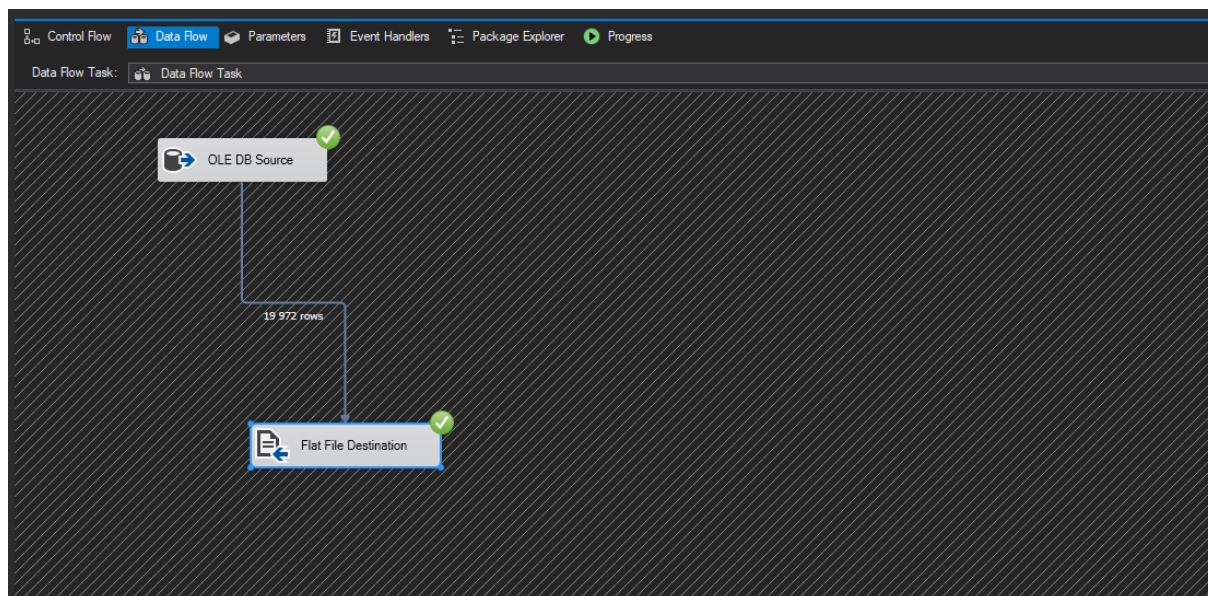 Control Flow Data Flow Parameters Event Handlers Package Explorer Progress
Data Flow Task: Data Flow Task
OLE DB Source
19 972 rows
Flat File Destination